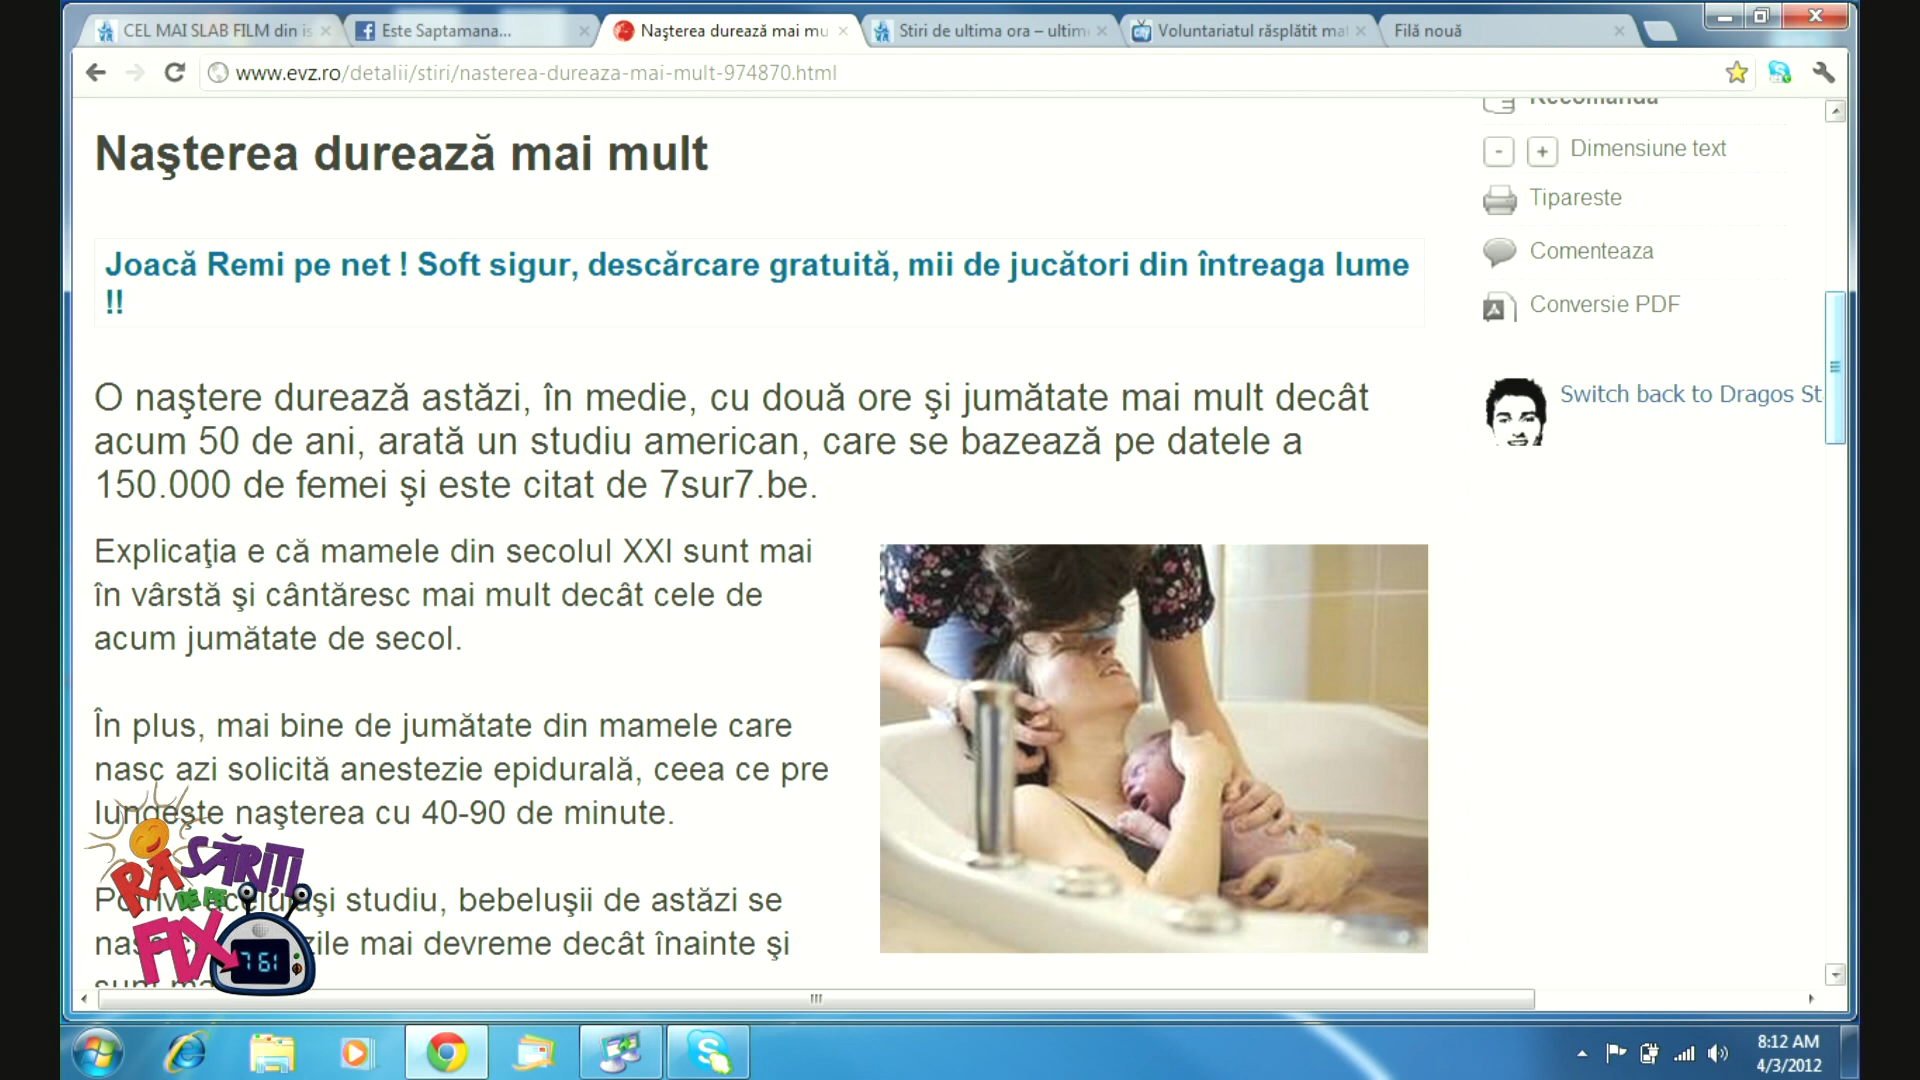 CEL MAI SLAB FILM din is
Este Saptamana...
Naşterea durează mai mu
Stiri de ultima ora – ultim
Voluntariatul răsplătit mat
Filă nouă
www.evz.ro/detalii/stiri/nasterea-dureaza-mai-mult-974870.html
Recomanda
- + Dimensiune text
Tipareste
Comenteaza
Conversie PDF
Switch back to Dragos St
Naşterea durează mai mult
Joacă Remi pe net ! Soft sigur, descărcare gratuită, mii de jucători din întreaga lume
!!
O naştere durează astăzi, în medie, cu două ore şi jumătate mai mult decât
acum 50 de ani, arată un studiu american, care se bazează pe datele a
150.000 de femei şi este citat de 7sur7.be.
Explicaţia e că mamele din secolul XXI sunt mai
în vârstă şi cântăresc mai mult decât cele de
acum jumătate de secol.
În plus, mai bine de jumătate din mamele care
nasc azi solicită anestezie epidurală, ceea ce pre
lungeşte naşterea cu 40-90 de minute.
studiu, bebeluşii de astăzi se
mai devreme decât înainte şi
RĂSĂRIȚI
DE PE
FIX
7 61
8:12 AM
4/3/2012